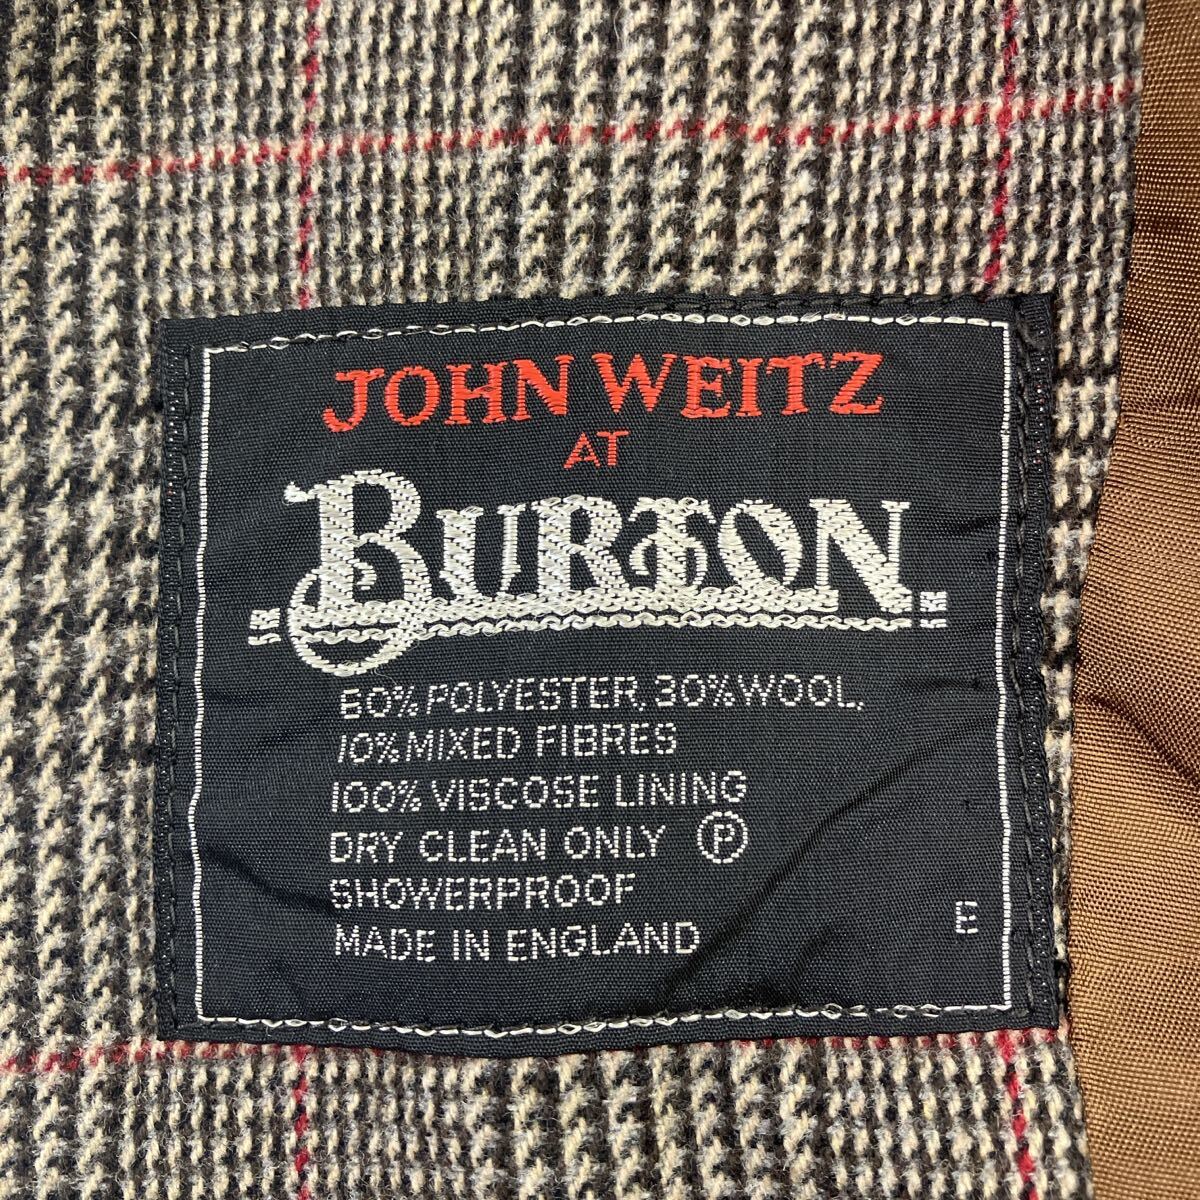 JOHN WEITZ
AT
BURTON
60% POLYESTER, 30% WOOL,
10% MIXED FIBRES
100% VISCOSE LINING
DRY CLEAN ONLY Ⓟ
SHOWERPROOF
MADE IN ENGLAND
E